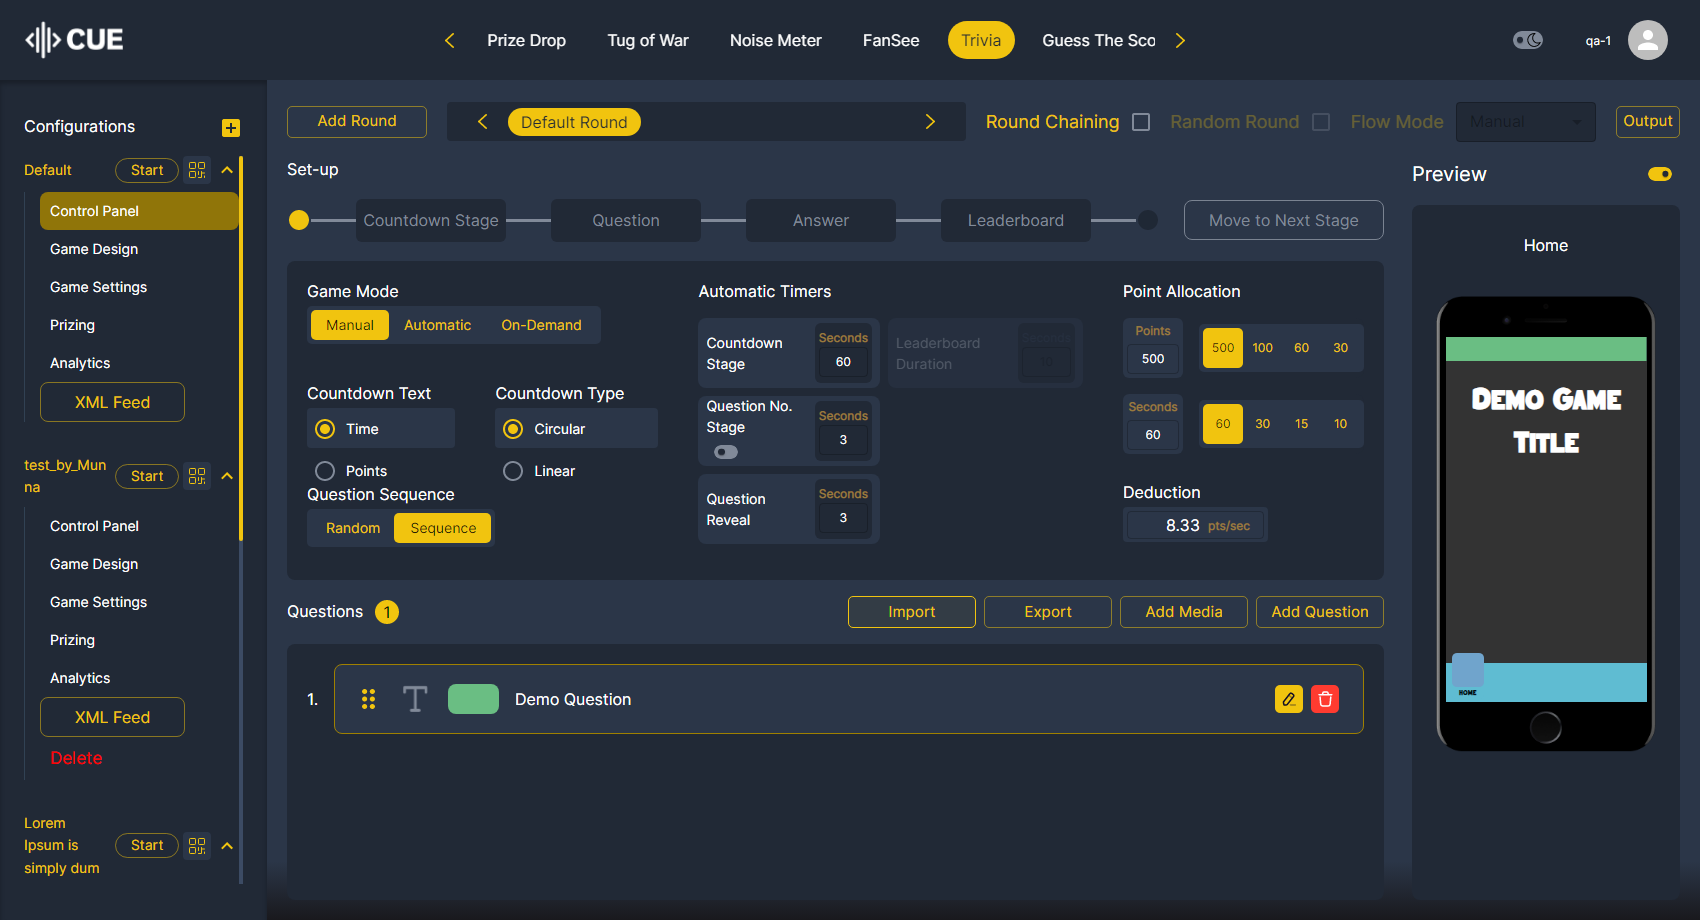 CUE
Prize Drop
Tug of War
Noise Meter
FanSee
Trivia
Guess The Sco
qa-1
Configurations
Default
Start
Control Panel
Game Design
Game Settings
Prizing
Analytics
XML Feed
test_by_Mun
na
Start
Control Panel
Game Design
Game Settings
Prizing
Analytics
XML Feed
Delete
Lorem
Ipsum is
simply dum
Start
Add Round
Default Round
Round Chaining
Random Round
Flow Mode
Manual
Output
Set-up
Countdown Stage
Question
Answer
Leaderboard
Move to Next Stage
Game Mode
Manual
Automatic
On-Demand
Countdown Text
Time
Points
Countdown Type
Circular
Linear
Question Sequence
Random
Sequence
Automatic Timers
Countdown
Stage
Seconds
60
Leaderboard
Duration
Seconds
10
Question No.
Stage
Seconds
3
Question
Reveal
Seconds
3
Point Allocation
Points
500
500
100
60
30
Seconds
60
60
30
15
10
Deduction
8.33 pts/sec
Questions 1
Import
Export
Add Media
Add Question
1.
T
Demo Question
Preview
Home
Demo Game
Title
HOME